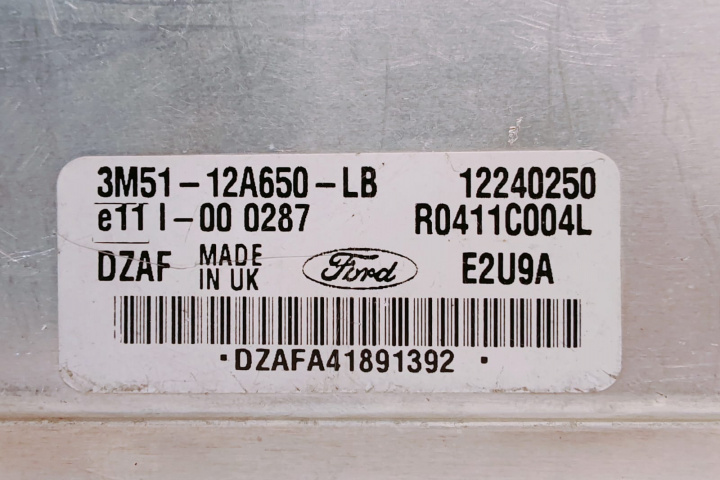 3M51-12A650-LB 12240250
e11 I-00 0287 R0411C004L
DZAF MADE IN UK Ford E2U9A
•DZAFA41891392 •